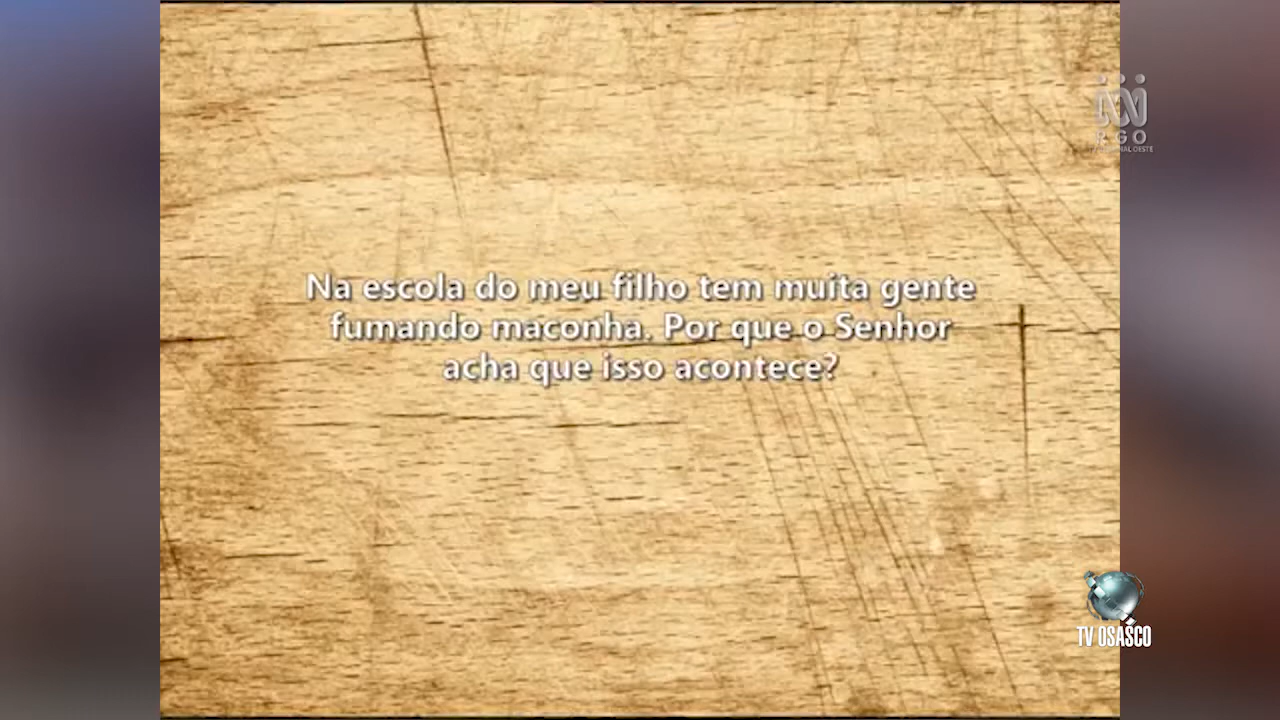 RGO
Na escola do meu filho tem muita gente
fumando maconha. Por que o Senhor
acha que isso acontece?
TV OSASCO